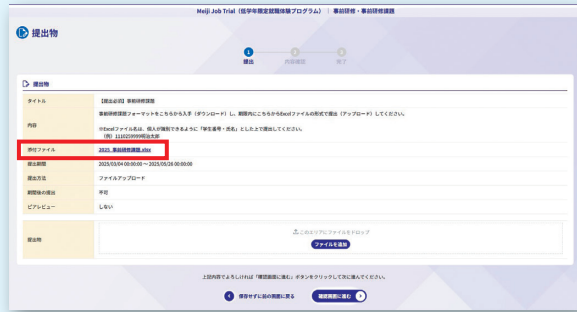 Meiji Job Trial（低学年限定就職体験プログラム） | 事前研修・事前研修課題
提出物
1 2 3
提出 内容確認 完了
提出物
タイトル 【提出必須】事前研修課題
内容 事前研修課題フォーマットをこちらから入手（ダウンロード）し、期限内にこちらからExcelファイルの形式で提出（アップロード）してください。
※Excelファイル名は、個人が識別できるように「学生番号・氏名」とした上で提出してください。
（例）1110259999明治太郎
添付ファイル 2025_事前研修課題.xlsx
提出期間 2025/03/04 00:00:00 ～ 2025/05/26 00:00:00
提出方法 ファイルアップロード
期間後の提出 不可
ピアレビュー しない
提出物 このエリアにファイルをドロップ
ファイルを追加
上記内容でよろしければ「確認画面に進む」ボタンをクリックして次に進んでください。
保存せずに前の画面に戻る 確認画面に進む